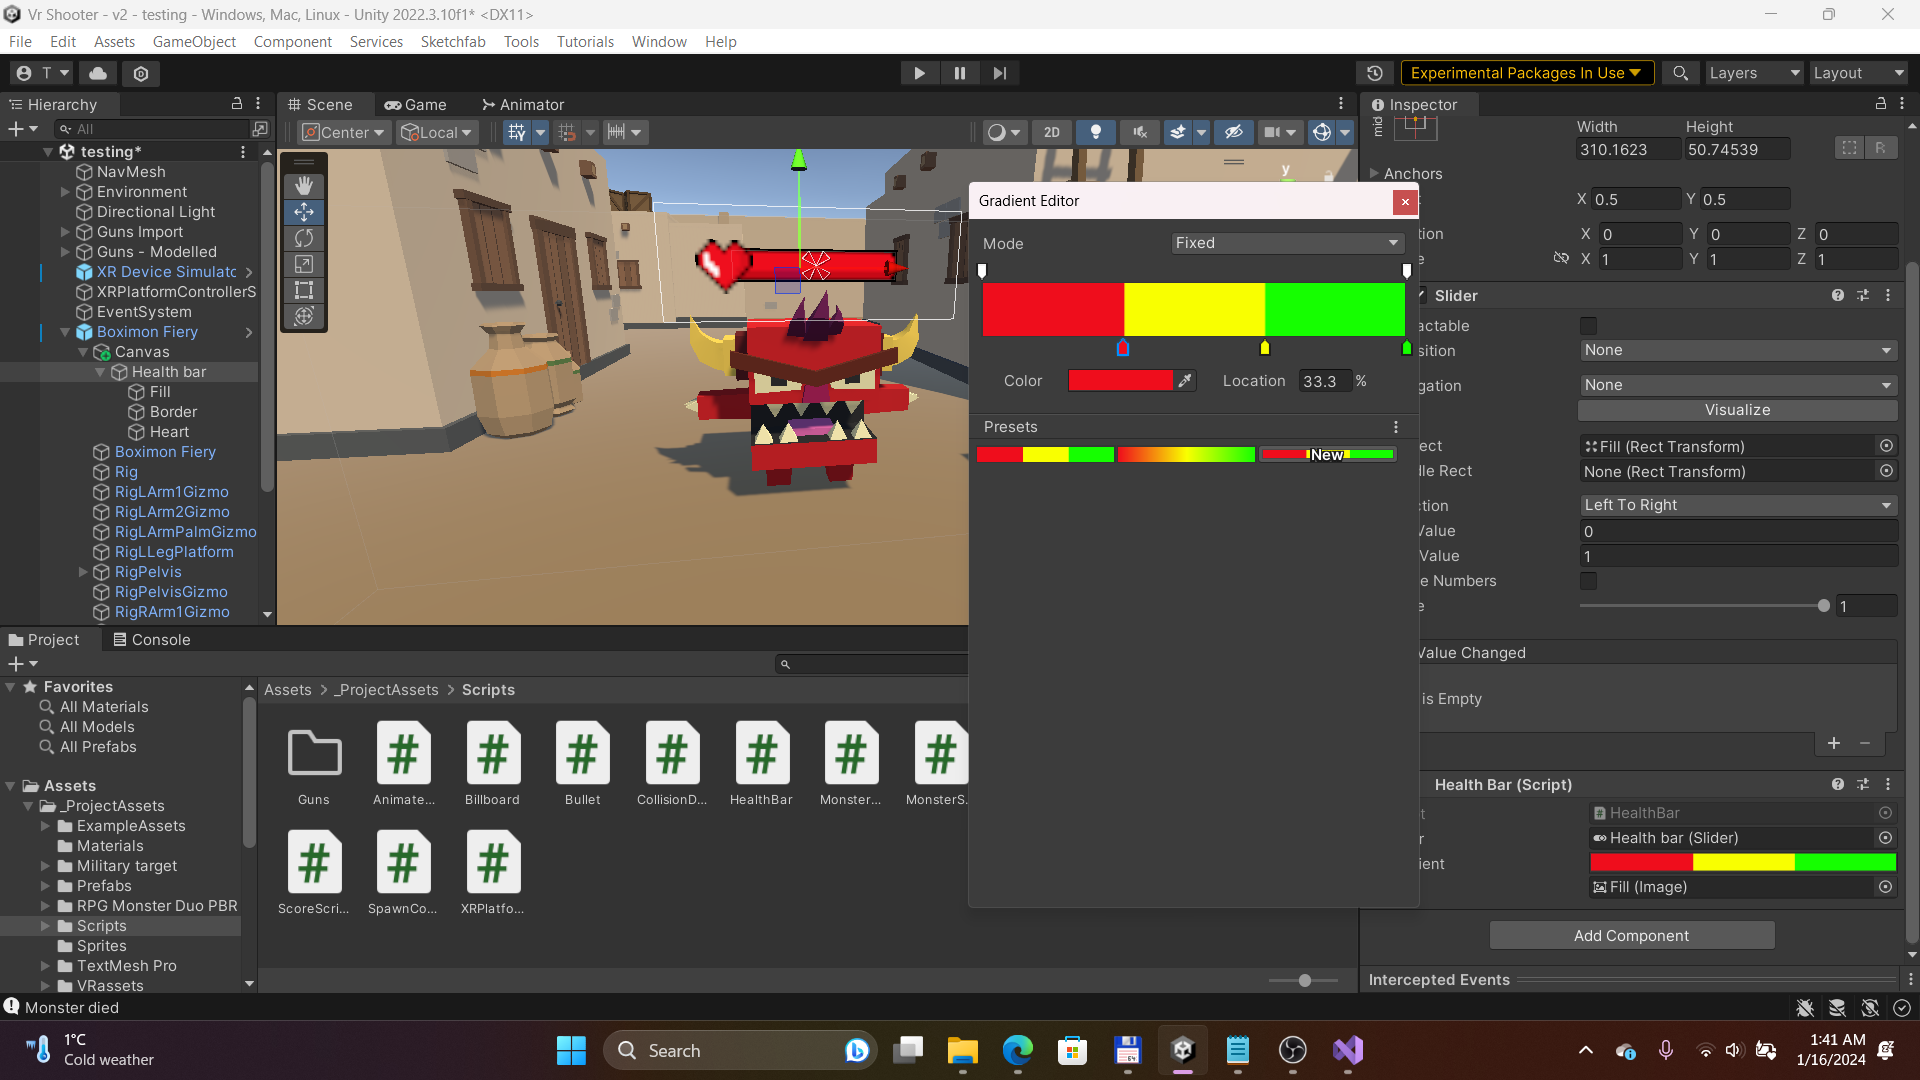 Vr Shooter - v2 - testing - Windows, Mac, Linux - Unity 2022.3.10f1* <DX11>
File Edit Assets GameObject Component Services Sketchfab Tools Tutorials Window Help
T
Experimental Packages In Use
Layers
Layout
Hierarchy
Scene
Game
Animator
Inspector
All
Center
Local
2D
testing*
NavMesh
Environment
Directional Light
Guns Import
Guns - Modelled
XR Device Simulatc
XRPlatformControllerS
EventSystem
Boximon Fiery
Canvas
Health bar
Fill
Border
Heart
Boximon Fiery
Rig
RigLArm1Gizmo
RigLArm2Gizmo
RigLArmPalmGizmo
RigLLegPlatform
RigPelvis
RigPelvisGizmo
RigRArm1Gizmo
y
Gradient Editor
Mode
Fixed
Color
Location 33.3 %
Presets
New
mid
Width Height
310.1623 50.74539
R
Anchors
t X 0.5 Y 0.5
tion X 0 Y 0 Z 0
e X 1 Y 1 Z 1
Slider
actable
sition None
gation None
Visualize
ect Fill (Rect Transform)
dle Rect None (Rect Transform)
ction Left To Right
Value 0
Value 1
e Numbers
e 1
Value Changed
is Empty
Health Bar (Script)
t HealthBar
r Health bar (Slider)
ient
Fill (Image)
Add Component
Intercepted Events
Project
Console
Favorites
All Materials
All Models
All Prefabs
Assets
_ProjectAssets
ExampleAssets
Materials
Military target
Prefabs
RPG Monster Duo PBR
Scripts
Sprites
TextMesh Pro
VRassets
Assets > _ProjectAssets > Scripts
Guns
Animate...
Billboard
Bullet
CollisionD...
HealthBar
Monster...
MonsterS...
ScoreScri...
SpawnCo...
XRPlatfo...
Monster died
1°C
Cold weather
Search
64
1:41 AM
1/16/2024